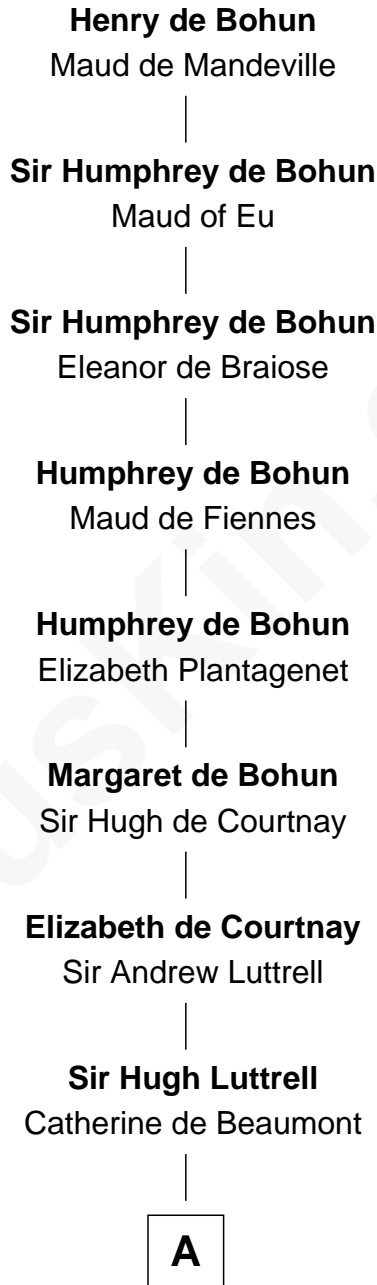 Henry de Bohun
Maud de Mandeville
Sir Humphrey de Bohun
Maud of Eu
Sir Humphrey de Bohun
Eleanor de Braiose
Humphrey de Bohun
Maud de Fiennes
Humphrey de Bohun
Elizabeth Plantagenet
Margaret de Bohun
Sir Hugh de Courtnay
Elizabeth de Courtnay
Sir Andrew Luttrell
Sir Hugh Luttrell
Catherine de Beaumont
A